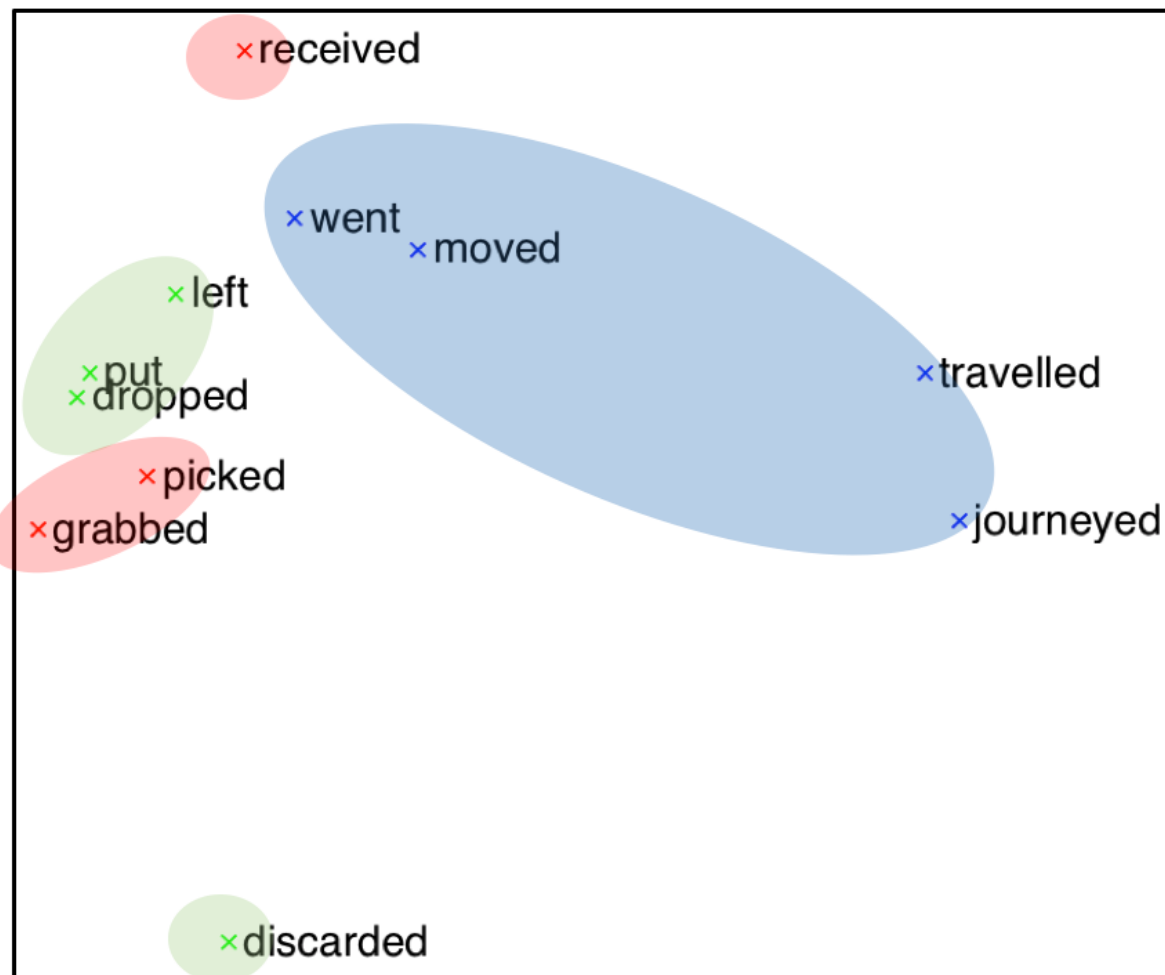 received
went
moved
left
put
travelled
dropped
picked
journeyed
grabbed
discarded